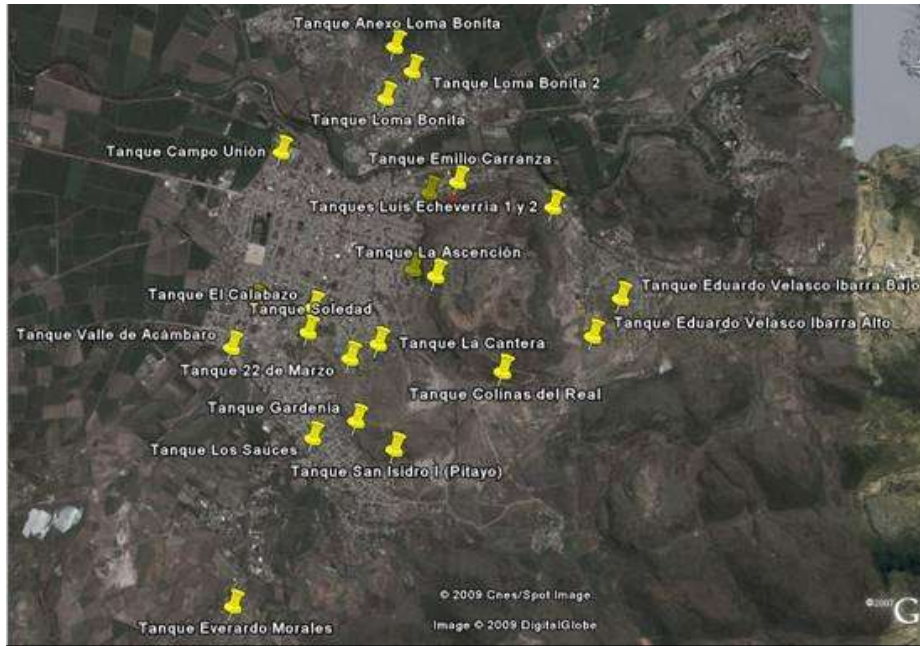 Tanque Anexo Loma Bonita
Tanque Loma Bonita 2
Tanque Loma Bonita
Tanque Campo Unión
Tanque Emilio Carranza
Tanques Luis Echeverria 1 y 2
Tanque La Ascención
Tanque Eduardo Velasco Ibarra Bajo
Tanque El Calabazo
Tanque Soledad
Tanque Eduardo Velasco Ibarra Alto
Tanque Valle de Acámbaro
Tanque La Cantera
Tanque 22 de Marzo
Tanque Colinas del Real
Tanque Gardenia
Tanque Los Saúces
Tanque San Isidro I (Pitayo)
© 2009 Cnes/Spot Image
©2007 G
Image © 2009 DigitalGlobe
Tanque Everardo Morales